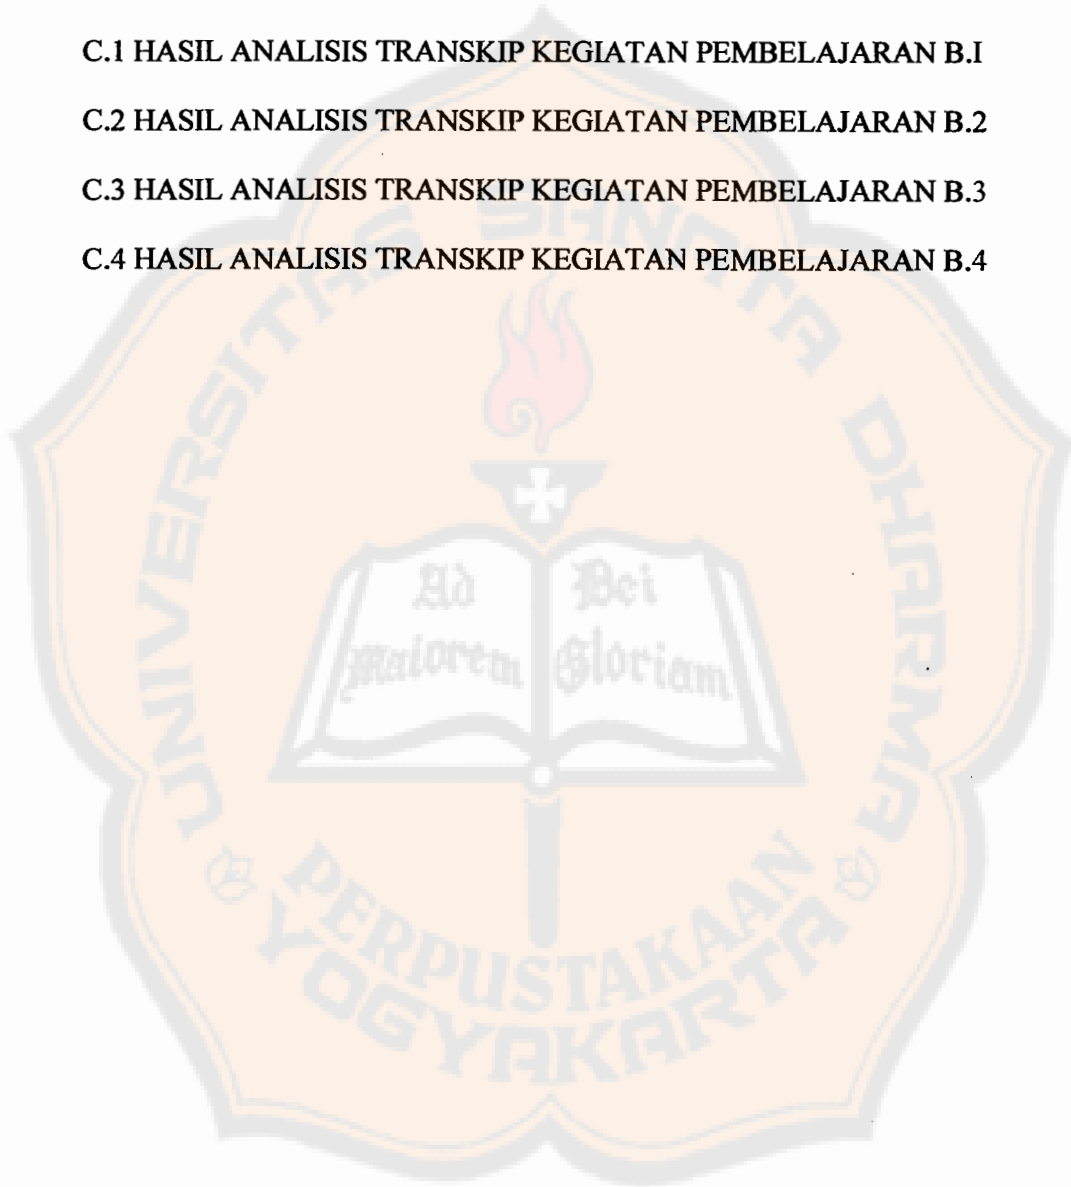 C.1 HASIL ANALISIS TRANSKIP KEGIATAN PEMBELAJARAN B.I
C.2 HASIL ANALISIS TRANSKIP KEGIATAN PEMBELAJARAN B.2
C.3 HASIL ANALISIS TRANSKIP KEGIATAN PEMBELAJARAN B.3
C.4 HASIL ANALISIS TRANSKIP KEGIATAN PEMBELAJARAN B.4
UNIVERSITAS SANATA DHARMA
Ad Dei
Maiorem Gloriam
PERPUSTAKAAN
YOGYAKARTA